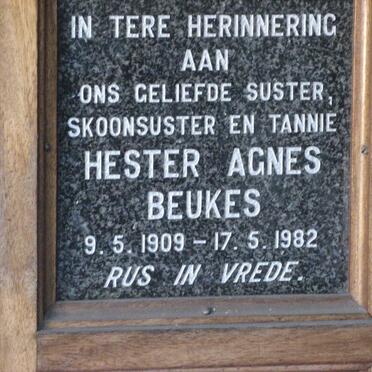 IN TERE HERINNERING
AAN
ONS GELIEFDE SUSTER,
SKOONSUSTER EN TANNIE
HESTER AGNES
BEUKES
9. 5. 1909 – 17. 5. 1982
RUS IN VREDE.